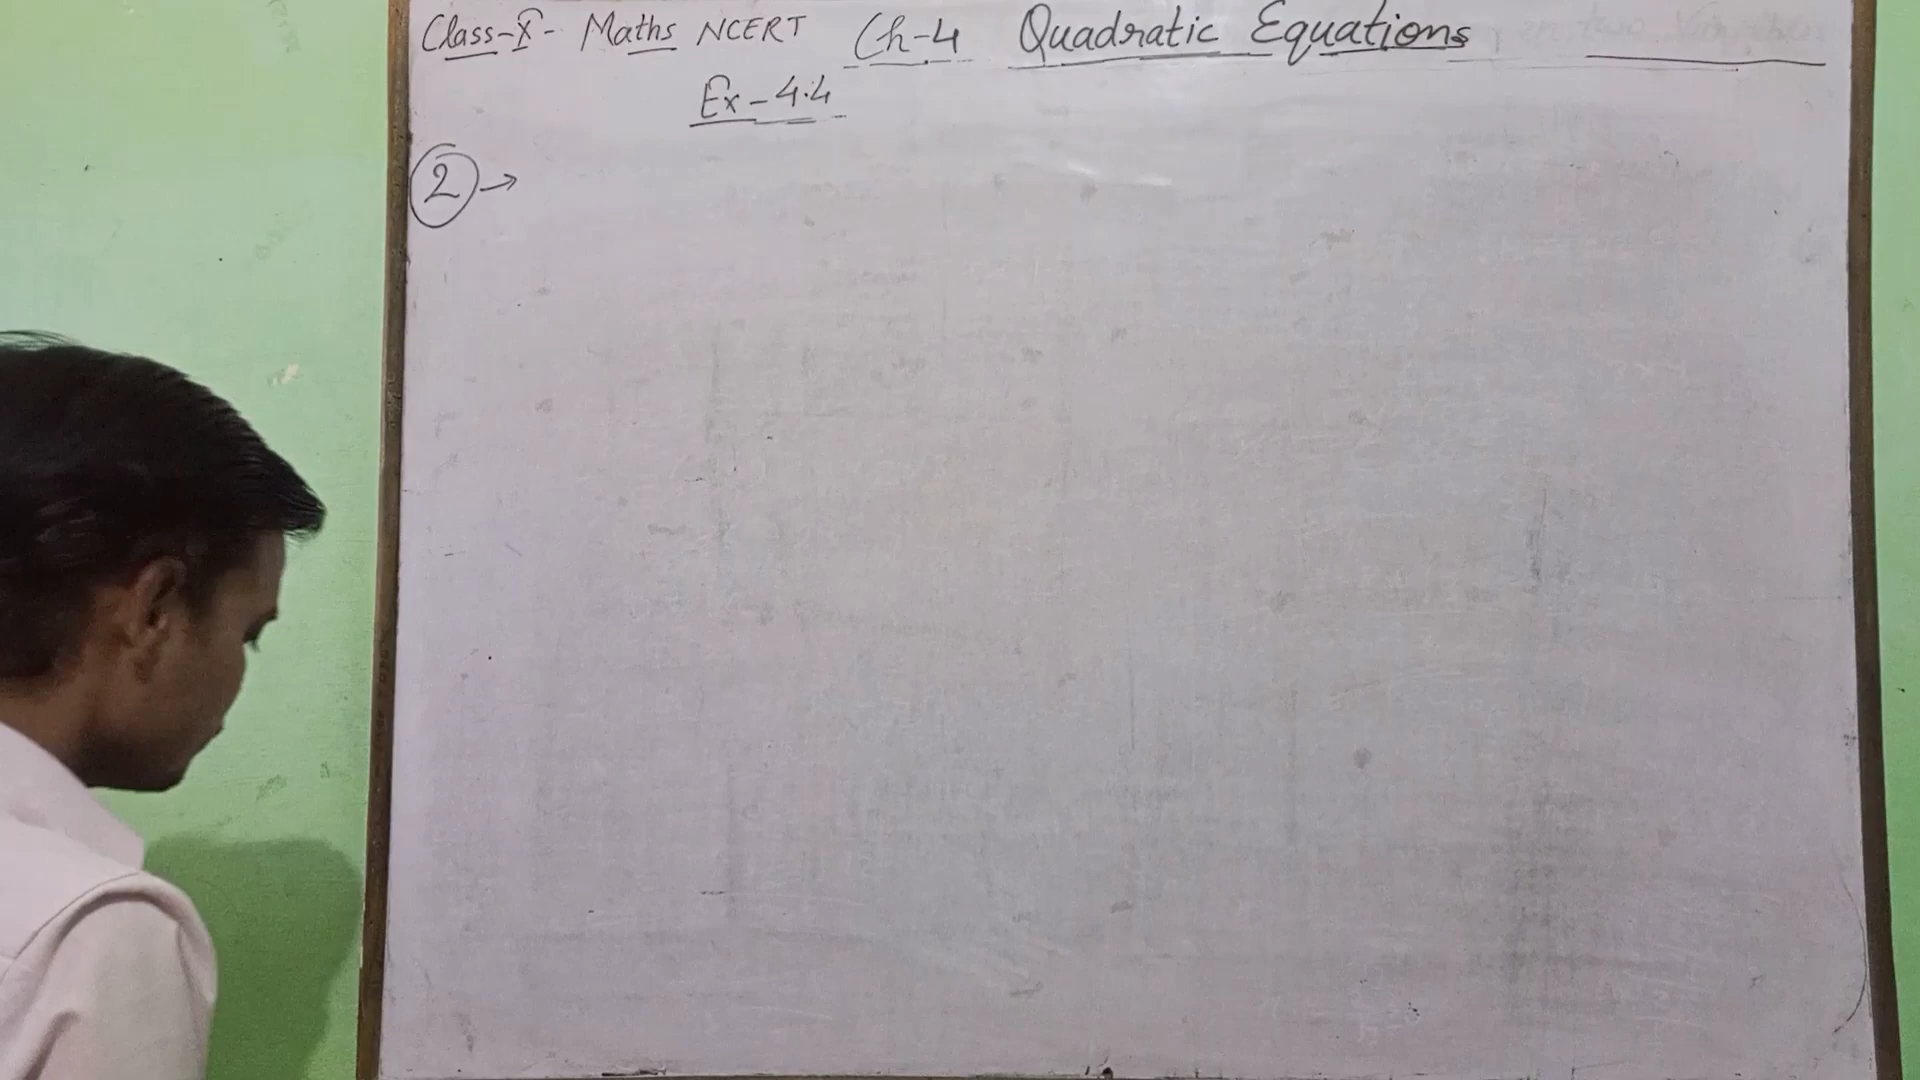 Class-X- Maths NCERT Ch-4 Quadratic Equations
Ex-4.4
2→